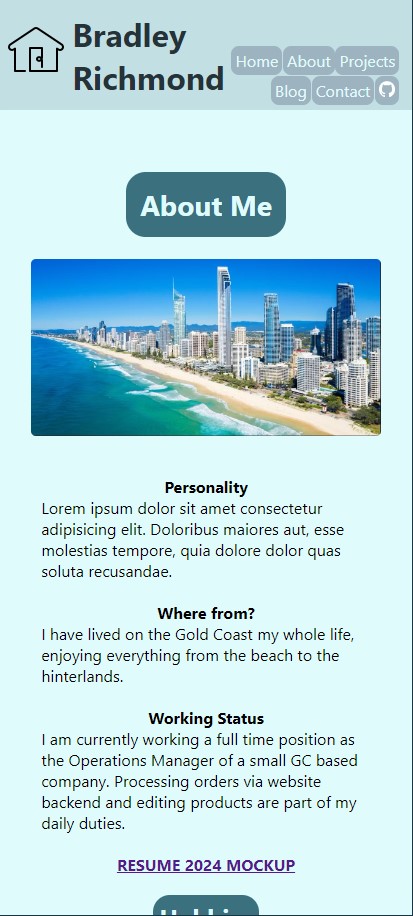 Bradley
Richmond
Home About Projects
Blog Contact
About Me
Personality
Lorem ipsum dolor sit amet consectetur
adipisicing elit. Doloribus maiores aut, esse
molestias tempore, quia dolore dolor quas
soluta recusandae.
Where from?
I have lived on the Gold Coast my whole life,
enjoying everything from the beach to the
hinterlands.
Working Status
I am currently working a full time position as
the Operations Manager of a small GC based
company. Processing orders via website
backend and editing products are part of my
daily duties.
RESUME 2024 MOCKUP